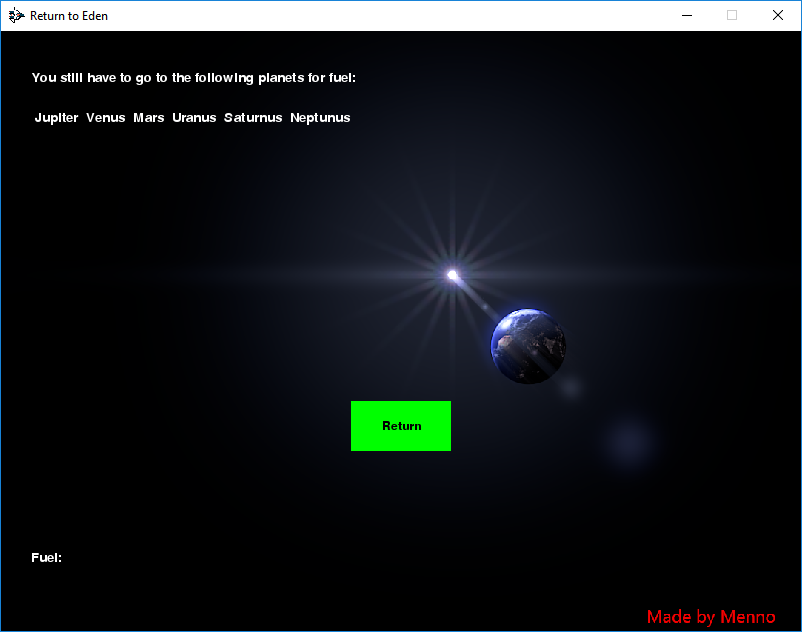 Return to Eden
You still have to go to the following planets for fuel:
Jupiter Venus Mars Uranus Saturnus Neptunus
Return
Fuel:
Made by Menno